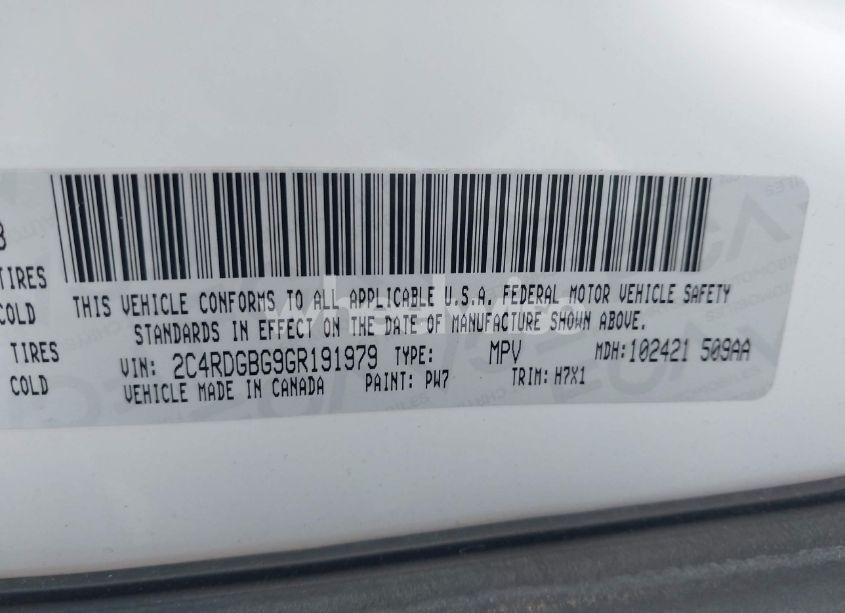 8
TIRES
COLD
TIRES
COLD
THIS VEHICLE CONFORMS TO ALL APPLICABLE U.S.A. FEDERAL MOTOR VEHICLE SAFETY
STANDARDS IN EFFECT ON THE DATE OF MANUFACTURE SHOWN ABOVE.
VIN: 2C4RDGBG9GR191979 TYPE: MPV MDH:102421 509AA
VEHICLE MADE IN CANADA PAINT: PW7 TRIM: H7X1